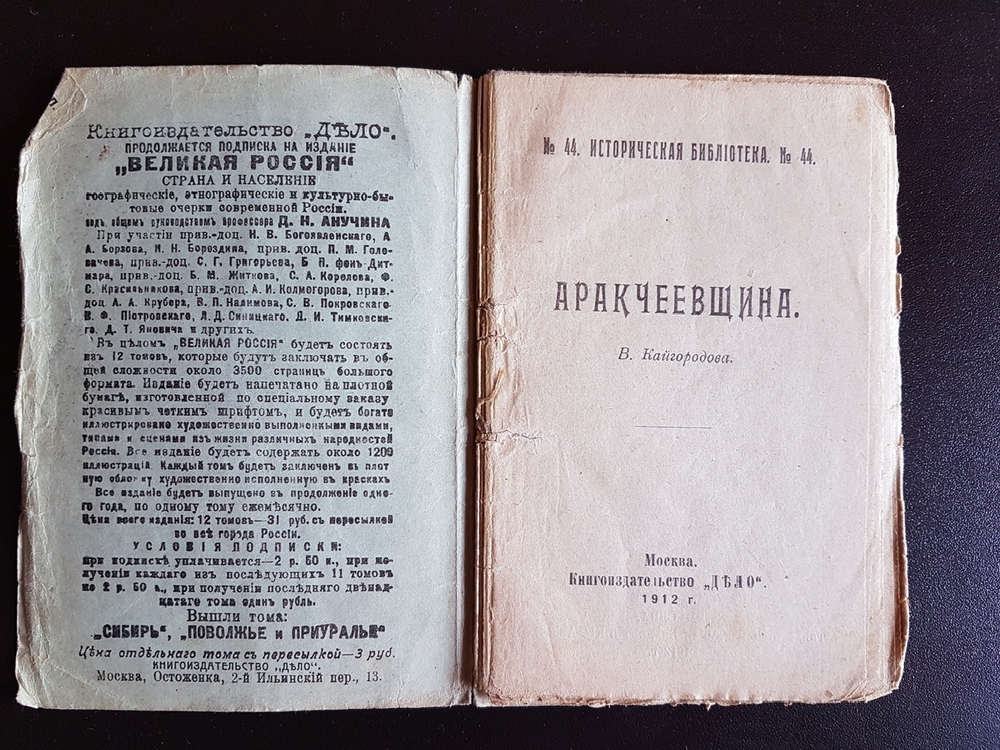 Книгоиздательство „ДѢЛО“.
ПРОДОЛЖАЕТСЯ ПОДПИСКА НА ИЗДАНІЕ
„ВЕЛИКАЯ РОССІЯ“
СТРАНА И НАСЕЛЕНІЕ
географическіе, этнографическіе и культурно-бы-
товые очерки современной Россіи.
подъ общимъ руководствомъ профессора Д. Н. АНУЧИНА
При участіи прив.-доц. Н. В. Богоявленскаго, А
А. Борзова, И. Н. Бороздина, прив. доц. П. М. Голо-
вачева, прив.-доц. С. Г. Григорьева, Б П. фонъ-Дит-
мара, прив.-доц. Б. М. Житкова, С. А. Королева, Ф.
С. Красильникова, прив.-доц. А. И. Колмогорова, прив.-
доц А. А. Крубера, В. П. Налимова, С. В. Покровскаго
В. Ф. Піотровскаго, Л. Д. Синицкаго, Д. И. Тимковска-
го, Д. Т. Яновича и другихъ.
Въ цѣломъ „ВЕЛИКАЯ РОССІЯ“ будетъ состоять
изъ 12 томовъ, которые будутъ заключать въ об-
щей сложности около 3500 страницъ большого
формата. Изданіе будетъ напечатано на плотной
бумагѣ, изготовленной по спеціальному заказу
красивымъ четкимъ шрифтомъ, и будетъ богато
иллюстрировано художественно выполненными видами,
типами и сценами изъ жизни различныхъ народностей
Россіи. Все изданіе будетъ содержать около 1200
иллюстрацій. Каждый томъ будетъ заключенъ въ плот
ную обложку художественно исполненную въ краскахъ
Все изданіе будетъ выпущено въ продолженіе одно-
го года, по одному тому ежемѣсячно.
Цѣна всего изданія: 12 томовъ—31 руб. съ пересылкой
во всѣ города Россіи.
УСЛОВІЯ ПОДПИСКИ:
при подпискѣ уплачивается—2 р. 50 к., при по-
лученіи каждаго изъ послѣдующихъ 11 томовъ
по 2 р. 50 к., при полученіи послѣдняго двѣнад-
цатаго тома одинъ рубль.
Вышли тома:
„СИБИРЬ“, „ПОВОЛЖЬЕ и ПРИУРАЛЬЕ“
Цѣна отдѣльнаго тома съ пересылкой—3 руб.
КНИГОИЗДАТЕЛЬСТВО „ДѢЛО“.
Москва, Остоженка, 2-й Ильинскій пер., 13.
№ 44. ИСТОРИЧЕСКАЯ БИБЛІОТЕКА. № 44.
АРАКЧЕЕВЩИНА.
В. Кайгородова.
Москва.
Книгоиздательство „ДѢЛО“.
1912 г.